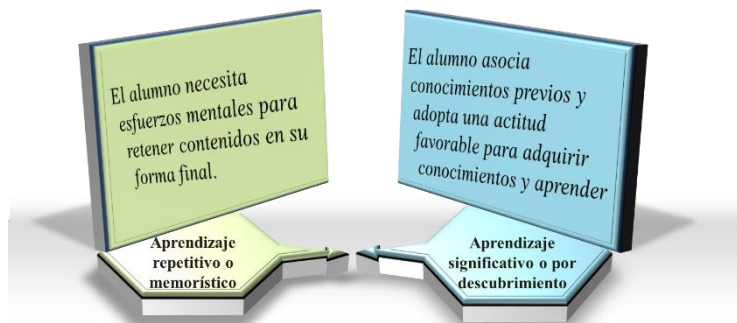 El alumno necesita
esfuerzos mentales para
retener contenidos en su
forma final.
Aprendizaje
repetitivo o
memorístico
El alumno asocia
conocimientos previos y
adopta una actitud
favorable para adquirir
conocimientos y aprender
Aprendizaje
significativo o por
descubrimiento